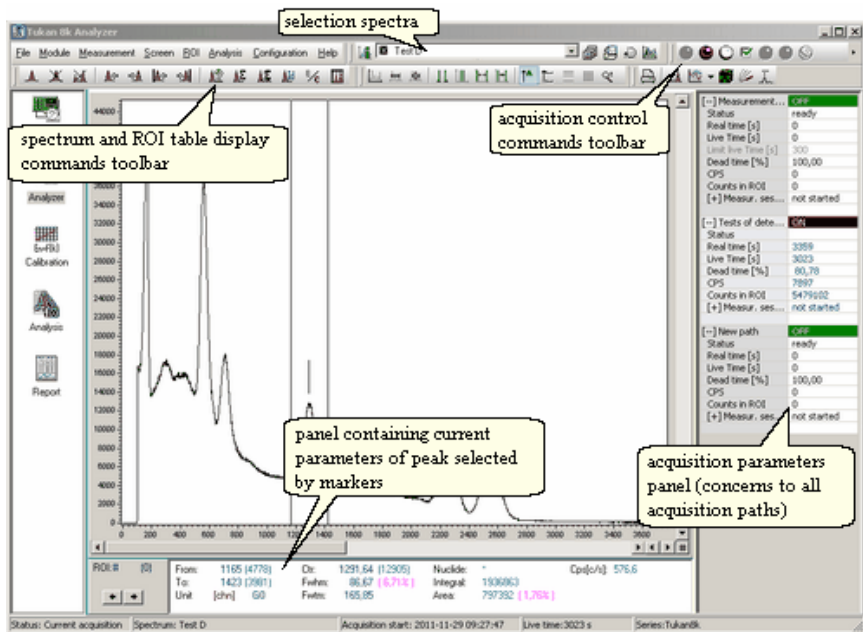 selection spectra
Tukan 8k Analyzer
File Module Measurement Screen ROI Analysis Configuration Help Test D
acquisition control
commands toolbar
spectrum and ROI table display
commands toolbar
Analyzer
E=f(k)
Calibration
Analysis
Report
44000
34000
32000
30000
28000
26000
24000
22000
20000
18000
16000
14000
12000
10000
8000
6000
4000
2000
0
0 200 400 600 800 1000 1200 1400 1600 1800 2000 2200 2400 2600 2800 3000 3200 3400 3600
[--] Measurement... OFF
Status ready
Real time [s] 0
Live Time [s] 0
Limit live Time [s] 300
Dead time [%] 100,00
CPS 0
Counts in ROI 0
[+] Measur. ses... not started
[--] Tests of dete... ON
Status
Real time [s] 3359
Live Time [s] 3023
Dead time [%] 80,78
CPS 7897
Counts in ROI 5479102
[+] Measur. ses... not started
[--] New path OFF
Status ready
Real time [s] 0
Live Time [s] 0
Dead time [%] 100,00
CPS 0
Counts in ROI 0
[+] Measur. ses... not started
panel containing current
parameters of peak selected
by markers
acquisition parameters
panel (concerns to all
acquisition paths)
ROI:# (0) From: 1165 (4778) Ctr: 1291,64 (12905) Nuclide: - Cps[c/s]: 576.6
To: 1423 (3981) Fwhm: 86,67 (6,71%) Integral: 1936863
Unit [chn] G0 Fwtm: 165,85 Area: 797392 (1,76%)
Status: Current acquisition Spectrum: Test D Acquisition start: 2011-11-29 09:27:47 Live time:3023 s Series:Tukan8k